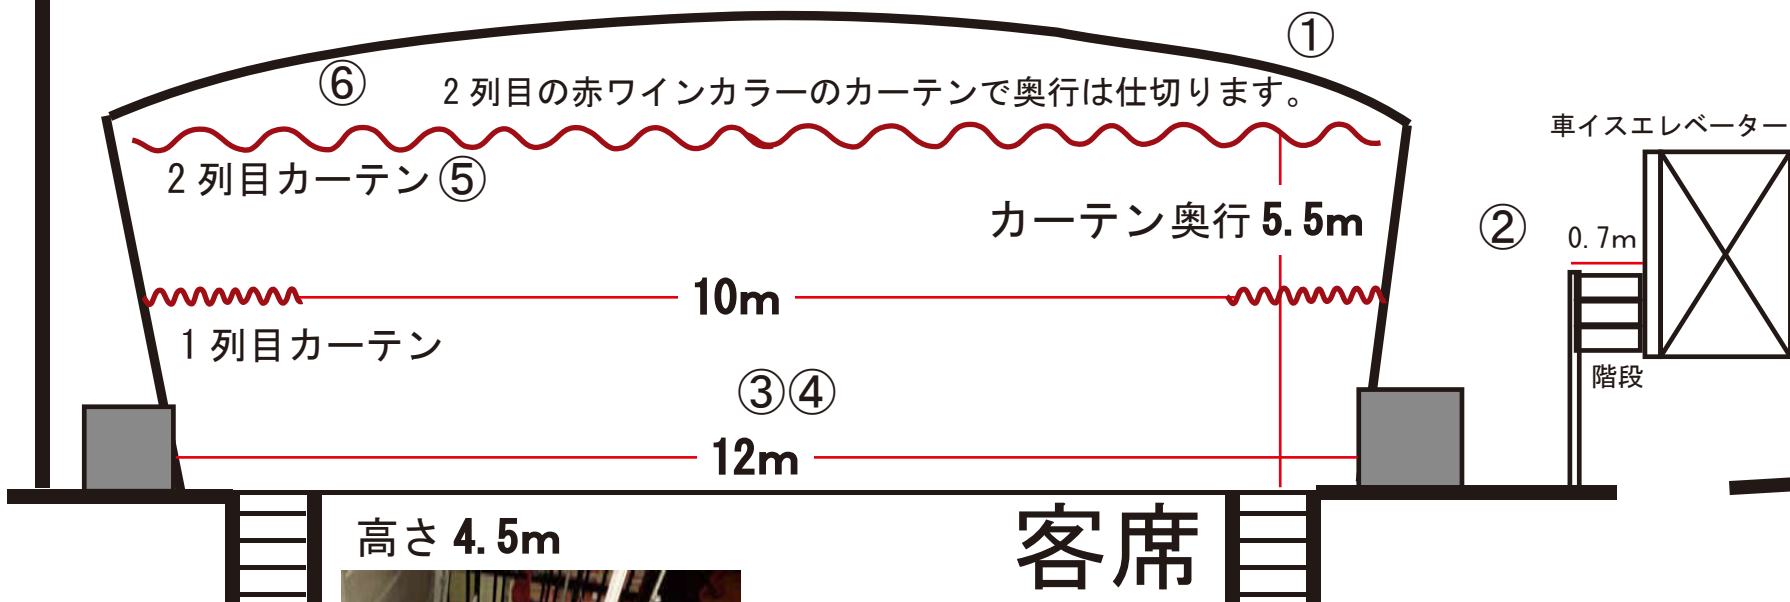 ①
⑥
2列目の赤ワインカラーのカーテンで奥行は仕切ります。
車イスエレベーター
2列目カーテン⑤
カーテン奥行5.5m
②
0.7m
10m
1列目カーテン
階段
③④
12m
高さ4.5m
客席